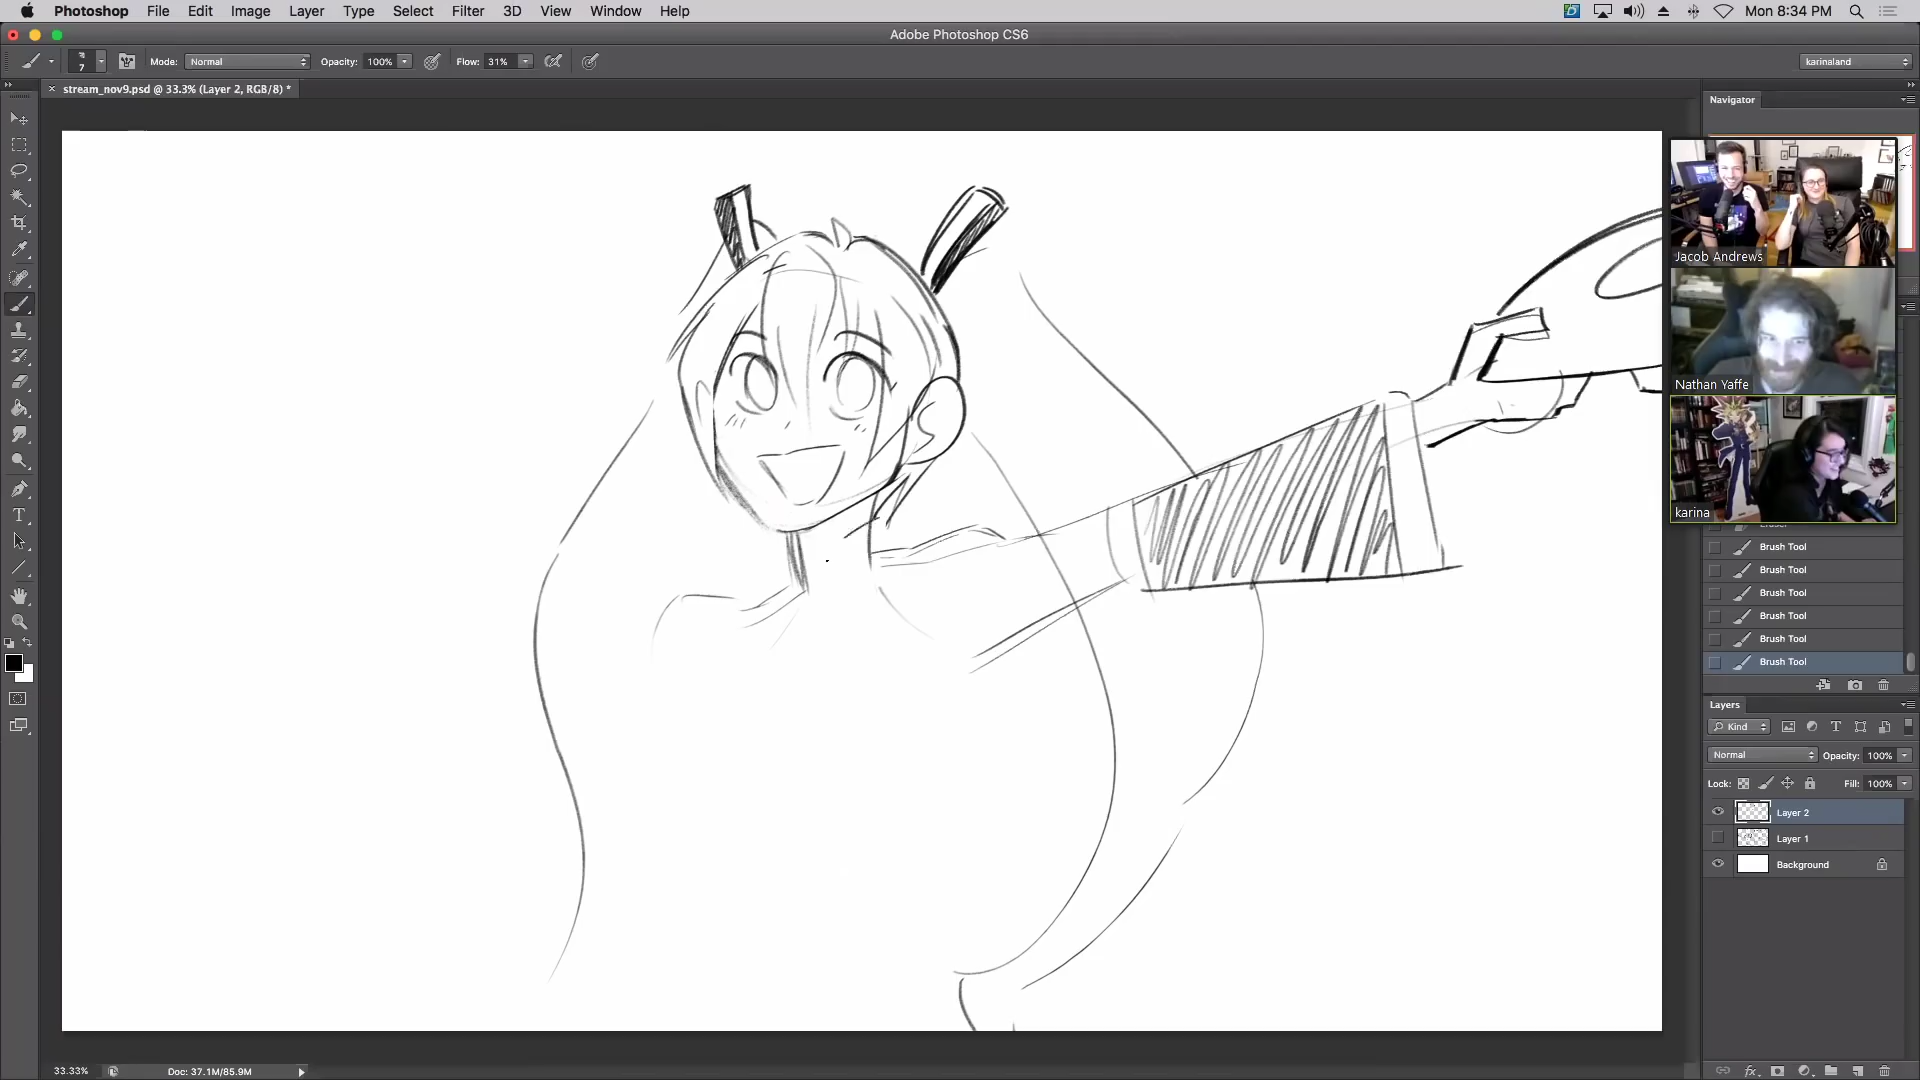 Photoshop File Edit Image Layer Type Select Filter 3D View Window Help Mon 8:34 PM
Adobe Photoshop CS6
7 Mode: Normal Opacity: 100% Flow: 31% karinaland
× stream_nov9.psd @ 33.3% (Layer 2, RGB/8) *
Navigator
Jacob Andrews
Nathan Yaffe
karina
Brush Tool
Brush Tool
Brush Tool
Brush Tool
Brush Tool
Brush Tool
Layers
Kind
Normal Opacity: 100%
Lock: Fill: 100%
Layer 2
Layer 1
Background
33.33% Doc: 37.1M/85.9M